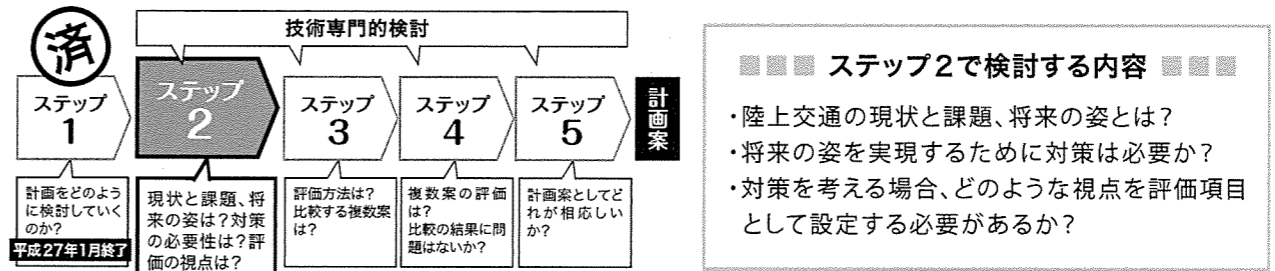 済
技術専門的検討
ステップ
1
ステップ
2
ステップ
3
ステップ
4
ステップ
5
計画案
計画をどのよう
に検討していく
のか?
平成27年1月終了
現状と課題、将
来の姿は?対策
の必要性は?評
価の視点は?
評価方法は?
比較する複数案
は?
複数案の評価
は?
比較の結果に問
題はないか?
計画案としてど
れが相応しい
か?
ステップ2で検討する内容
・陸上交通の現状と課題、将来の姿とは?
・将来の姿を実現するために対策は必要か?
・対策を考える場合、どのような視点を評価項目
として設定する必要があるか?